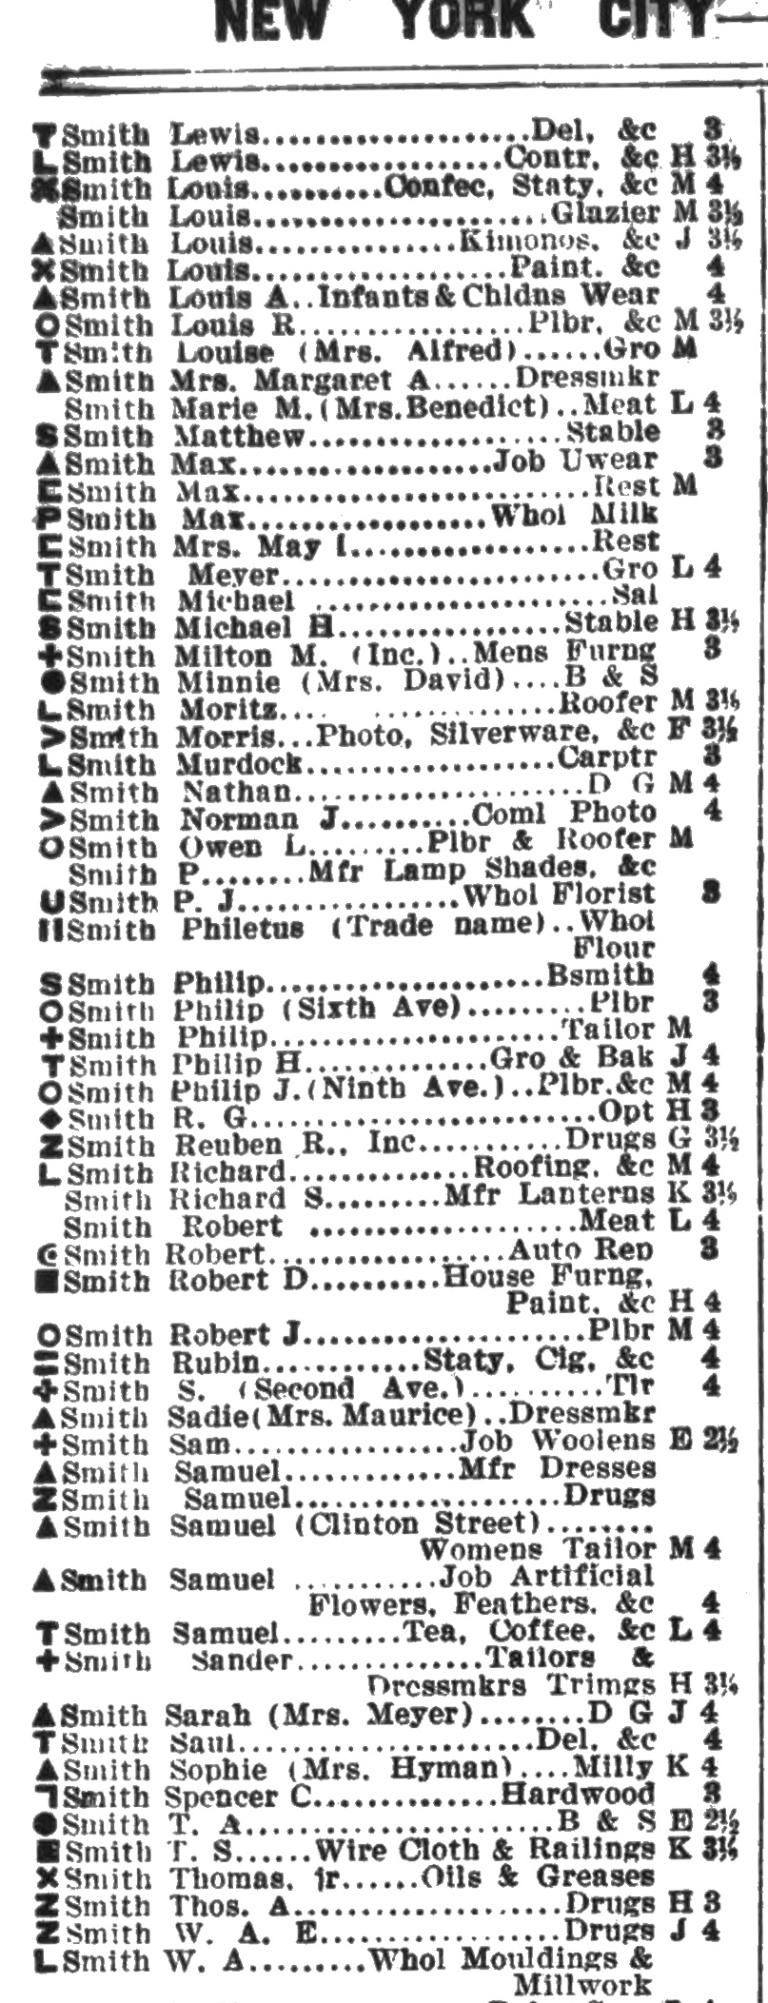 NEW YORK CITY—
T Smith Lewis....................Del, &c 3
L Smith Lewis..................Contr, &c H 3½
Smith Louis..........Confec, Staty, &c M 4
Smith Louis......................Glazier M 3½
▲ Smith Louis...............Kimonos, &c J 3½
✕ Smith Louis...................Paint, &c 4
▲ Smith Louis A..Infants & Chldns Wear 4
O Smith Louis R.................Plbr, &c M 3½
T Smith Louise (Mrs. Alfred)......Gro M
▲ Smith Mrs. Margaret A......Dressmkr
Smith Marie M.(Mrs.Benedict)..Meat L 4
S Smith Matthew...................Stable 3
▲ Smith Max...................Job Uwear 3
E Smith Max..........................Rest M
P Smith Max..................Whol Milk
E Smith Mrs. May I..................Rest
T Smith Meyer........................Gro L 4
E Smith Michael ......................Sal
S Smith Michael H.................Stable H 3½
+ Smith Milton M. (Inc.)..Mens Furng 3
● Smith Minnie (Mrs. David)....B & S
L Smith Moritz.... ..............Roofer M 3½
> Smith Morris...Photo, Silverware, &c F 3½
L Smith Murdock...................Carptr 3
▲ Smith Nathan......................D G M 4
> Smith Norman J..........Coml Photo 4
O Smith Owen L.........Plbr & Roofer M
Smith P........Mfr Lamp Shades, &c
U Smith P. J.................Whol Florist 3
Smith Philetus (Trade name)..Whol
Flour
S Smith Philip.....................Bsmith 4
O Smith Philip (Sixth Ave).........Plbr 3
+ Smith Philip......................Tailor M
T Smith Philip H..............Gro & Bak J 4
O Smith Philip J.(Ninth Ave.)..Plbr.&c M 4
◆ Smith R. G..........................Opt H 3
Z Smith Reuben R., Inc...........Drugs G 3½
L Smith Richard..............Roofing, &c M 4
Smith Richard S.........Mfr Lanterns K 3½
Smith Robert ....................Meat L 4
Smith Robert..................Auto Rep 3
■ Smith Robert D..........House Furng,
Paint, &c H 4
O Smith Robert J.....................Plbr M 4
Smith Rubin............Staty, Cig, &c 4
Smith S. (Second Ave.)..........Tlr 4
▲ Smith Sadie(Mrs. Maurice)..Dressmkr
+ Smith Sam.................Job Woolens E 2½
▲ Smith Samuel.............Mfr Dresses
Z Smith Samuel....................Drugs
▲ Smith Samuel (Clinton Street)........
Womens Tailor M 4
▲ Smith Samuel ...........Job Artificial
Flowers, Feathers, &c 4
T Smith Samuel.........Tea, Coffee, &c L 4
+ Smith Sander..............Tailors &
Dressmkrs Trimgs H 3½
▲ Smith Sarah (Mrs. Meyer)........D G J 4
T Smith Saul.......................Del, &c 4
▲ Smith Sophie (Mrs. Hyman)....Milly K 4
Smith Spencer C..............Hardwood 3
● Smith T. A.......................B & S E 2½
Smith T. S......Wire Cloth & Railings K 3½
✕ Smith Thomas, jr......Oils & Greases
Z Smith Thos. A....................Drugs H 3
Z Smith W. A. E..................Drugs J 4
L Smith W. A.........Whol Mouldings &
Millwork